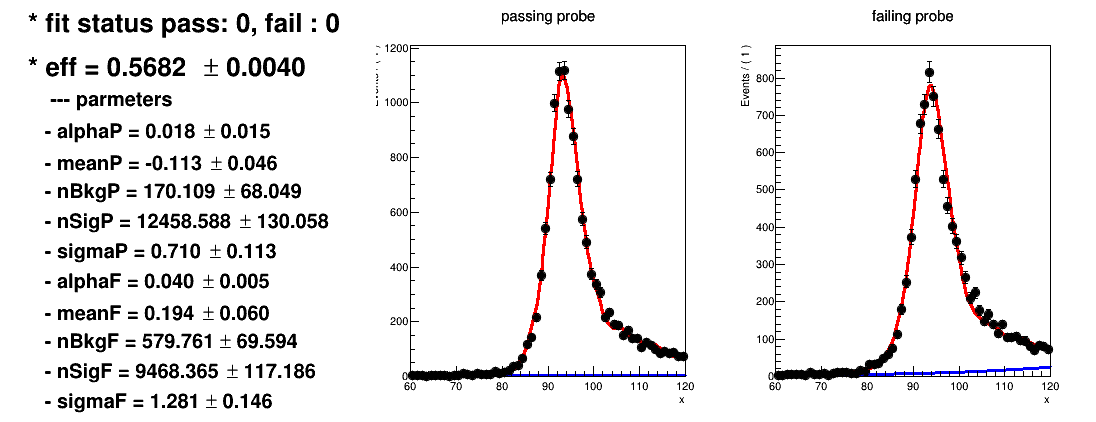 * fit status pass: 0, fail : 0
* eff = 0.5682 ± 0.0040
--- parmeters
- alphaP = 0.018 ± 0.015
- meanP = -0.113 ± 0.046
- nBkgP = 170.109 ± 68.049
- nSigP = 12458.588 ± 130.058
- sigmaP = 0.710 ± 0.113
- alphaF = 0.040 ± 0.005
- meanF = 0.194 ± 0.060
- nBkgF = 579.761 ± 69.594
- nSigF = 9468.365 ± 117.186
- sigmaF = 1.281 ± 0.146
passing probe
1200
1000
800
600
400
200
0
60 70 80 90 100 110 120
x
failing probe
Events / ( 1 )
800
700
600
500
400
300
200
100
0
60 70 80 90 100 110 120
x